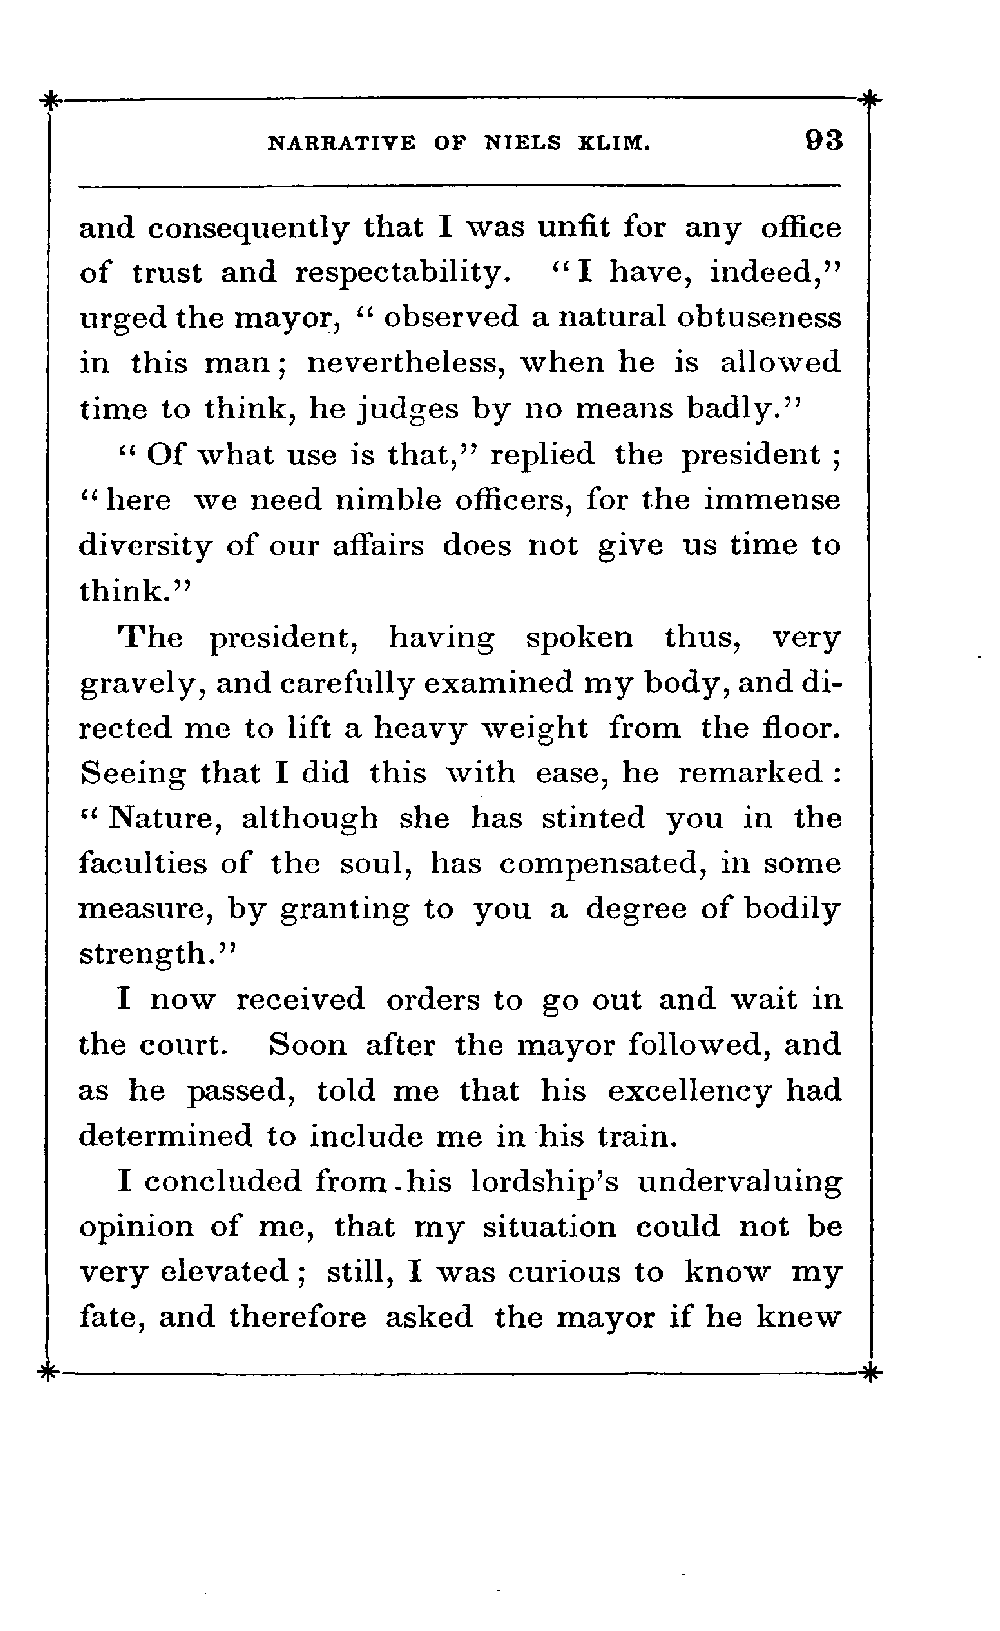 NARRATIVE OF NIELS KLIM. 93
and consequently that I was unfit for any office
of trust and respectability. "I have, indeed,"
urged the mayor, " observed a natural obtuseness
in this man ; nevertheless, when he is allowed
time to think, he judges by no means badly."
" Of what use is that," replied the president ;
"here we need nimble officers, for the immense
diversity of our affairs does not give us time to
think."
The president, having spoken thus, very
gravely, and carefully examined my body, and di-
rected me to lift a heavy weight from the floor.
Seeing that I did this with ease, he remarked :
" Nature, although she has stinted you in the
faculties of the soul, has compensated, in some
measure, by granting to you a degree of bodily
strength."
I now received orders to go out and wait in
the court. Soon after the mayor followed, and
as he passed, told me that his excellency had
determined to include me in his train.
I concluded from his lordship's undervaluing
opinion of me, that my situation could not be
very elevated ; still, I was curious to know my
fate, and therefore asked the mayor if he knew